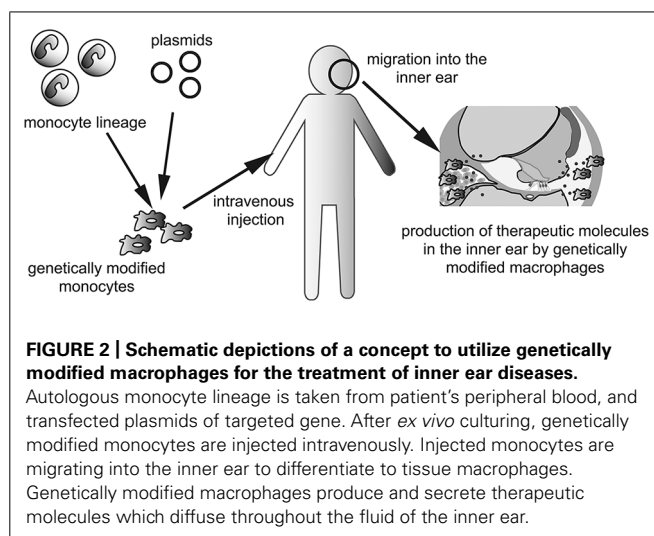 plasmids
monocyte lineage
migration into the
inner ear
intravenous
injection
genetically modified
monocytes
production of therapeutic molecules
in the inner ear by genetically
modified macrophages
FIGURE 2 | Schematic depictions of a concept to utilize genetically
modified macrophages for the treatment of inner ear diseases.
Autologous monocyte lineage is taken from patient's peripheral blood, and
transfected plasmids of targeted gene. After ex vivo culturing, genetically
modified monocytes are injected intravenously. Injected monocytes are
migrating into the inner ear to differentiate to tissue macrophages.
Genetically modified macrophages produce and secrete therapeutic
molecules which diffuse throughout the fluid of the inner ear.